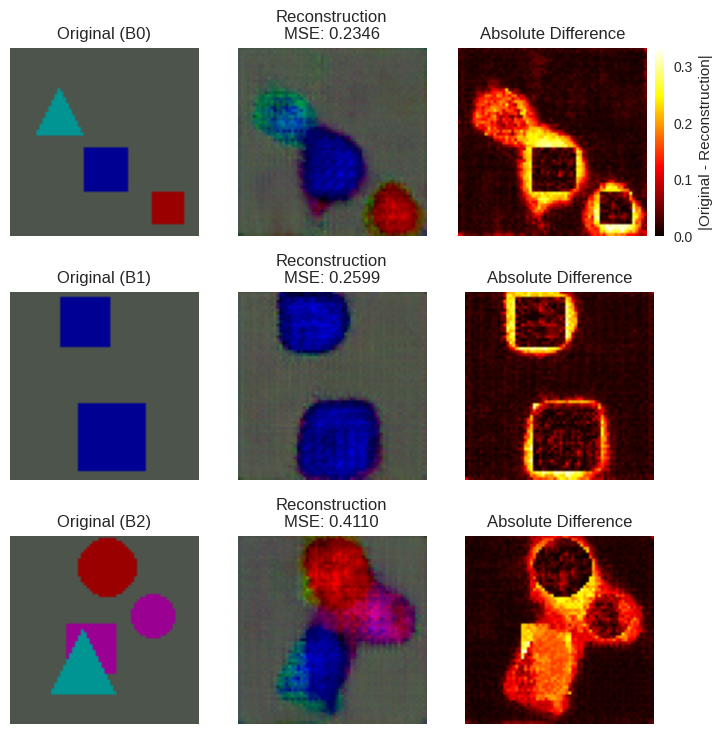 Original (B0)
Reconstruction
MSE: 0.2346
Absolute Difference
0.3
0.2
0.1
0.0
|Original - Reconstruction|
Original (B1)
Reconstruction
MSE: 0.2599
Absolute Difference
Original (B2)
Reconstruction
MSE: 0.4110
Absolute Difference